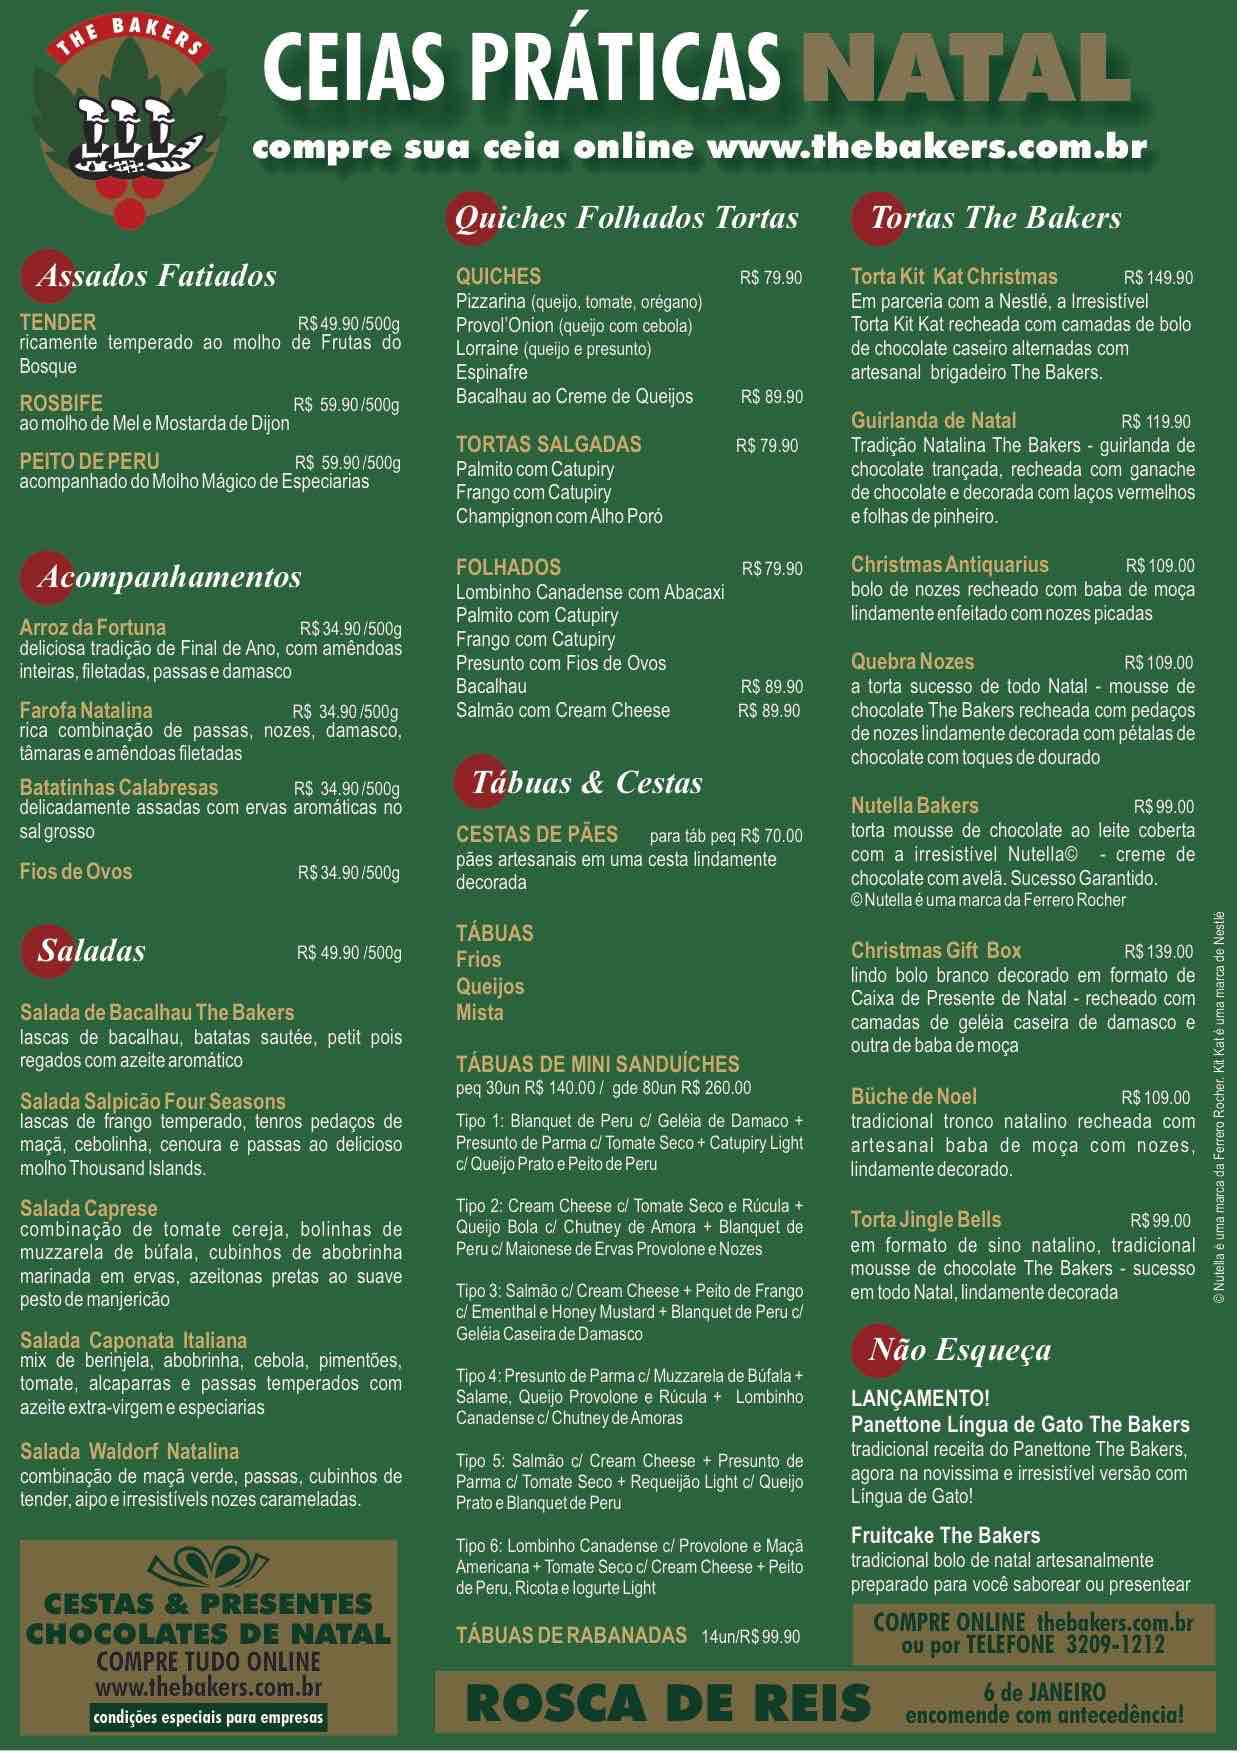 THE BAKERS
CEIAS PRÁTICAS NATAL
compre sua ceia online www.thebakers.com.br
Assados Fatiados
TENDER R$ 49.90 /500g
ricamente temperado ao molho de Frutas do
Bosque
ROSBIFE R$ 59.90 /500g
ao molho de Mel e Mostarda de Dijon
PEITO DE PERU R$ 59.90 /500g
acompanhado do Molho Mágico de Especiarias
Acompanhamentos
Arroz da Fortuna R$ 34.90 /500g
deliciosa tradição de Final de Ano, com amêndoas
inteiras, filetadas, passas e damasco
Farofa Natalina R$ 34.90 /500g
rica combinação de passas, nozes, damasco,
tâmaras e amêndoas filetadas
Batatinhas Calabresas R$ 34.90 /500g
delicadamente assadas com ervas aromáticas no
sal grosso
Fios de Ovos R$ 34.90 /500g
Saladas R$ 49.90 /500g
Salada de Bacalhau The Bakers
lascas de bacalhau, batatas sautée, petit pois
regados com azeite aromático
Salada Salpicão Four Seasons
lascas de frango temperado, tenros pedaços de
maçã, cebolinha, cenoura e passas ao delicioso
molho Thousand Islands.
Salada Caprese
combinação de tomate cereja, bolinhas de
muzzarela de búfala, cubinhos de abobrinha
marinada em ervas, azeitonas pretas ao suave
pesto de manjericão
Salada Caponata Italiana
mix de berinjela, abobrinha, cebola, pimentões,
tomate, alcaparras e passas temperados com
azeite extra-virgem e especiarias
Salada Waldorf Natalina
combinação de maçã verde, passas, cubinhos de
tender, aipo e irresistívels nozes carameladas.
CESTAS & PRESENTES
CHOCOLATES DE NATAL
COMPRE TUDO ONLINE
www.thebakers.com.br
condições especiais para empresas
Quiches Folhados Tortas
QUICHES R$ 79.90
Pizzarina (queijo, tomate, orégano)
Provol'Onion (queijo com cebola)
Lorraine (queijo e presunto)
Espinafre
Bacalhau ao Creme de Queijos R$ 89.90
TORTAS SALGADAS R$ 79.90
Palmito com Catupiry
Frango com Catupiry
Champignon com Alho Poró
FOLHADOS R$ 79.90
Lombinho Canadense com Abacaxi
Palmito com Catupiry
Frango com Catupiry
Presunto com Fios de Ovos
Bacalhau R$ 89.90
Salmão com Cream Cheese R$ 89.90
Tábuas & Cestas
CESTAS DE PÃES para táb peq R$ 70.00
pães artesanais em uma cesta lindamente
decorada
TÁBUAS
Frios
Queijos
Mista
TÁBUAS DE MINI SANDUÍCHES
peq 30un R$ 140.00 / gde 80un R$ 260.00
Tipo 1: Blanquet de Peru c/ Geléia de Damaco +
Presunto de Parma c/ Tomate Seco + Catupiry Light
c/ Queijo Prato e Peito de Peru
Tipo 2: Cream Cheese c/ Tomate Seco e Rúcula +
Queijo Bola c/ Chutney de Amora + Blanquet de
Peru c/ Maionese de Ervas Provolone e Nozes
Tipo 3: Salmão c/ Cream Cheese + Peito de Frango
c/ Ementhal e Honey Mustard + Blanquet de Peru c/
Geléia Caseira de Damasco
Tipo 4: Presunto de Parma c/ Muzzarela de Búfala +
Salame, Queijo Provolone e Rúcula + Lombinho
Canadense c/ Chutney de Amoras
Tipo 5: Salmão c/ Cream Cheese + Presunto de
Parma c/ Tomate Seco + Requeijão Light c/ Queijo
Prato e Blanquet de Peru
Tipo 6: Lombinho Canadense c/ Provolone e Maçã
Americana + Tomate Seco c/ Cream Cheese + Peito
de Peru, Ricota e Iogurte Light
TÁBUAS DE RABANADAS 14un/R$ 99.90
Tortas The Bakers
Torta Kit Kat Christmas R$ 149.90
Em parceria com a Nestlé, a Irresistível
Torta Kit Kat recheada com camadas de bolo
de chocolate caseiro alternadas com
artesanal brigadeiro The Bakers.
Guirlanda de Natal R$ 119.90
Tradição Natalina The Bakers - guirlanda de
chocolate trançada, recheada com ganache
de chocolate e decorada com laços vermelhos
e folhas de pinheiro.
Christmas Antiquarius R$ 109.00
bolo de nozes recheado com baba de moça
lindamente enfeitado com nozes picadas
Quebra Nozes R$ 109.00
a torta sucesso de todo Natal - mousse de
chocolate The Bakers recheada com pedaços
de nozes lindamente decorada com pétalas de
chocolate com toques de dourado
Nutella Bakers R$ 99.00
torta mousse de chocolate ao leite coberta
com a irresistível Nutella© - creme de
chocolate com avelã. Sucesso Garantido.
© Nutella é uma marca da Ferrero Rocher
Christmas Gift Box R$ 139.00
lindo bolo branco decorado em formato de
Caixa de Presente de Natal - recheado com
camadas de geléia caseira de damasco e
outra de baba de moça
Büche de Noel R$ 109.00
tradicional tronco natalino recheada com
artesanal baba de moça com nozes,
lindamente decorado.
Torta Jingle Bells R$ 99.00
em formato de sino natalino, tradicional
mousse de chocolate The Bakers - sucesso
em todo Natal, lindamente decorada
Não Esqueça
LANÇAMENTO!
Panettone Língua de Gato The Bakers
tradicional receita do Panettone The Bakers,
agora na novissima e irresistível versão com
Língua de Gato!
Fruitcake The Bakers
tradicional bolo de natal artesanalmente
preparado para você saborear ou presentear
COMPRE ONLINE thebakers.com.br
ou por TELEFONE 3209-1212
© Nutella é uma marca da Ferrero Rocher. Kit Kat é uma marca de Nestlé
ROSCA DE REIS
6 de JANEIRO
encomende com antecedência!